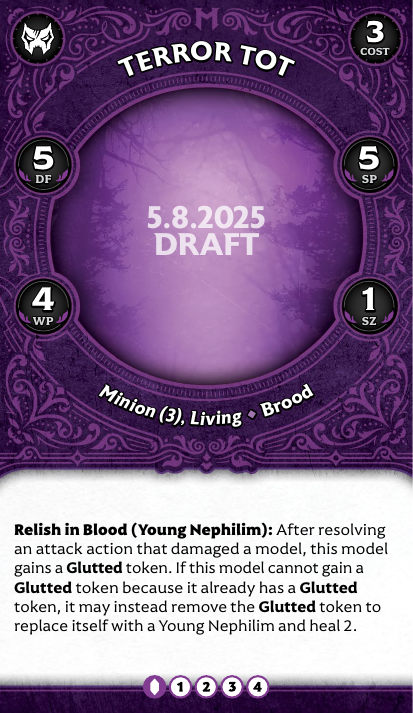 3
COST
TERROR TOT
5
DF
5
SP
5.8.2025
DRAFT
4
WP
1
SZ
Minion (3), Living ♦ Brood
Relish in Blood (Young Nephilim): After resolving
an attack action that damaged a model, this model
gains a Glutted token. If this model cannot gain a
Glutted token because it already has a Glutted
token, it may instead remove the Glutted token to
replace itself with a Young Nephilim and heal 2.
1 2 3 4